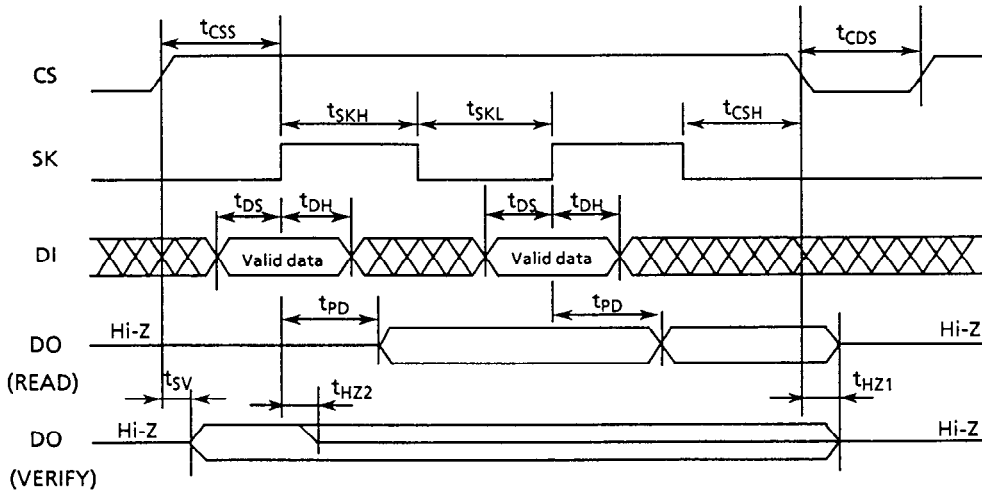 tCSS
tCDS
CS
tSKH
tSKL
tCSH
SK
tDS
tDH
tDS
tDH
DI
Valid data
Valid data
tPD
tPD
Hi-Z
Hi-Z
DO
(READ)
tSV
tHZ2
tHZ1
Hi-Z
Hi-Z
DO
(VERIFY)